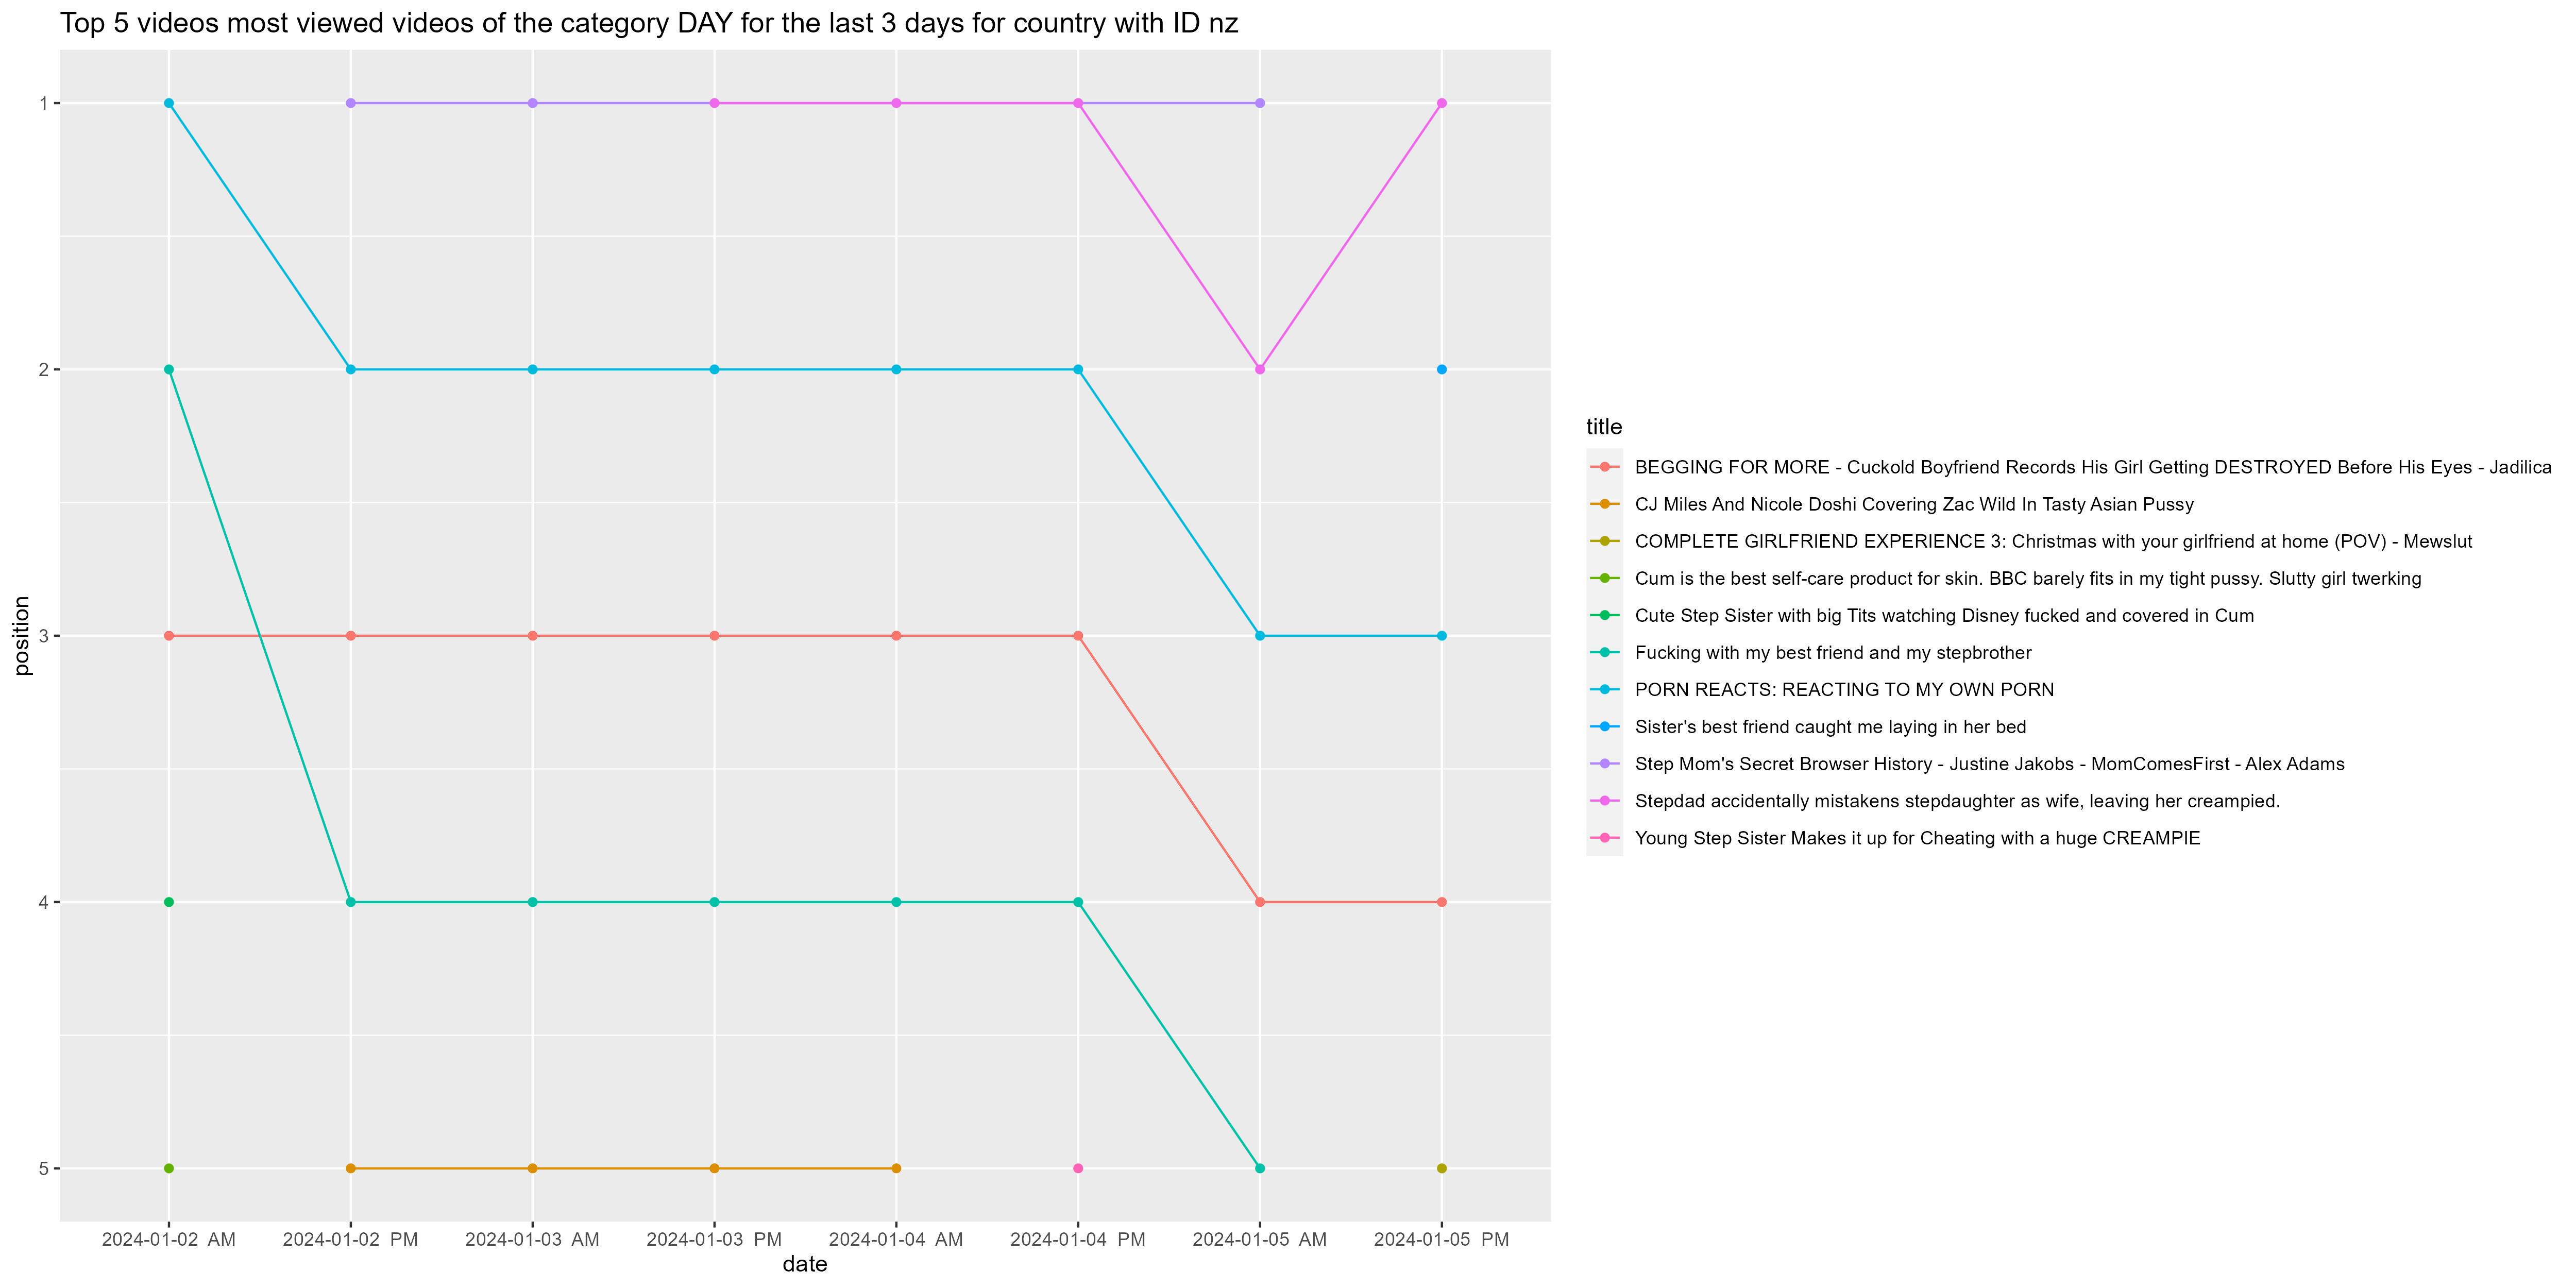 Top 5 videos most viewed videos of the category DAY for the last 3 days for country with ID nz
position
1
2
3
4
5
2024-01-02 AM
2024-01-02 PM
2024-01-03 AM
2024-01-03 PM
2024-01-04 AM
2024-01-04 PM
2024-01-05 AM
2024-01-05 PM
date
title
BEGGING FOR MORE - Cuckold Boyfriend Records His Girl Getting DESTROYED Before His Eyes - Jadilica
CJ Miles And Nicole Doshi Covering Zac Wild In Tasty Asian Pussy
COMPLETE GIRLFRIEND EXPERIENCE 3: Christmas with your girlfriend at home (POV) - Mewslut
Cum is the best self-care product for skin. BBC barely fits in my tight pussy. Slutty girl twerking
Cute Step Sister with big Tits watching Disney fucked and covered in Cum
Fucking with my best friend and my stepbrother
PORN REACTS: REACTING TO MY OWN PORN
Sister's best friend caught me laying in her bed
Step Mom's Secret Browser History - Justine Jakobs - MomComesFirst - Alex Adams
Stepdad accidentally mistakens stepdaughter as wife, leaving her creampied.
Young Step Sister Makes it up for Cheating with a huge CREAMPIE